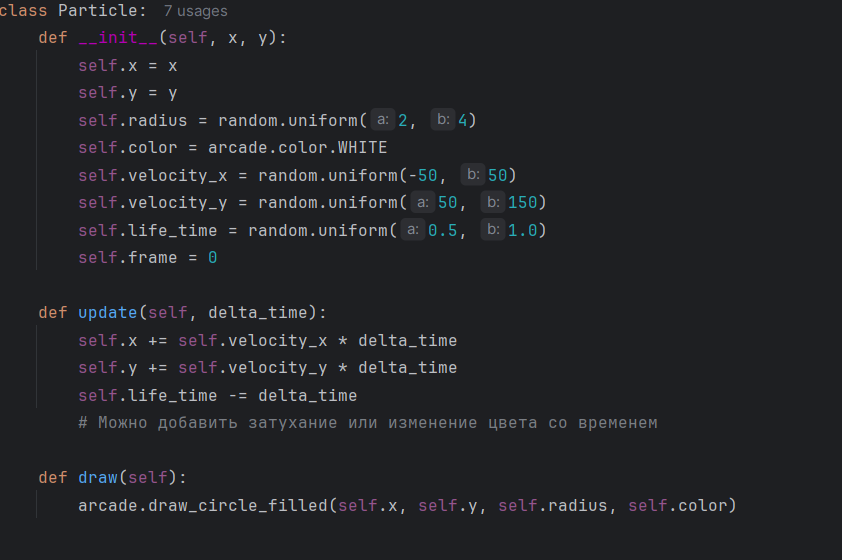 class Particle:  7 usages
    def __init__(self, x, y):
        self.x = x
        self.y = y
        self.radius = random.uniform(a: 2, b: 4)
        self.color = arcade.color.WHITE
        self.velocity_x = random.uniform(-50, b: 50)
        self.velocity_y = random.uniform(a: 50, b: 150)
        self.life_time = random.uniform(a: 0.5, b: 1.0)
        self.frame = 0

    def update(self, delta_time):
        self.x += self.velocity_x * delta_time
        self.y += self.velocity_y * delta_time
        self.life_time -= delta_time
        # Можно добавить затухание или изменение цвета со временем

    def draw(self):
        arcade.draw_circle_filled(self.x, self.y, self.radius, self.color)